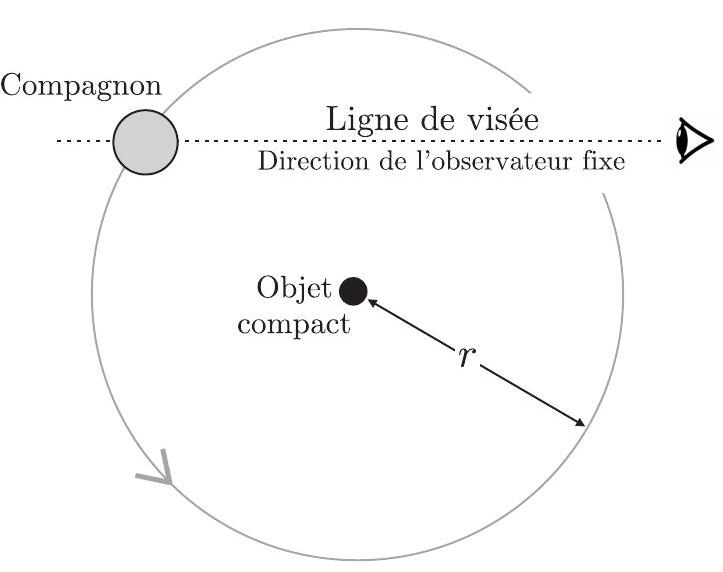 Compagnon
Ligne de visée
Direction de l'observateur fixe
Objet
compact
r